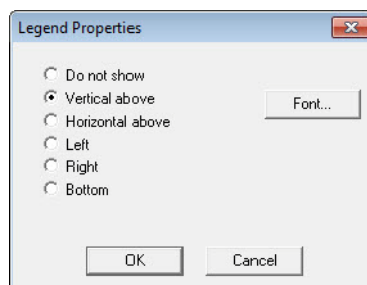 Legend Properties
Do not show
Vertical above
Font...
Horizontal above
Left
Right
Bottom
OK
Cancel